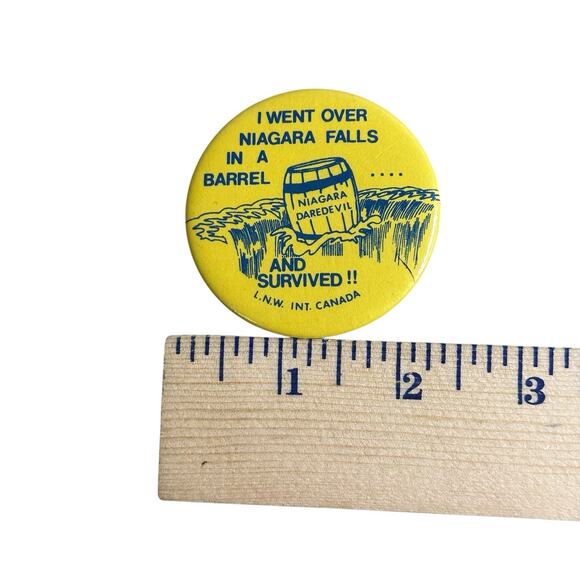 I WENT OVER
NIAGARA FALLS
IN A
BARREL ....
NIAGARA
DAREDEVIL
AND
SURVIVED !!
L.N.W. INT. CANADA
1 2 3